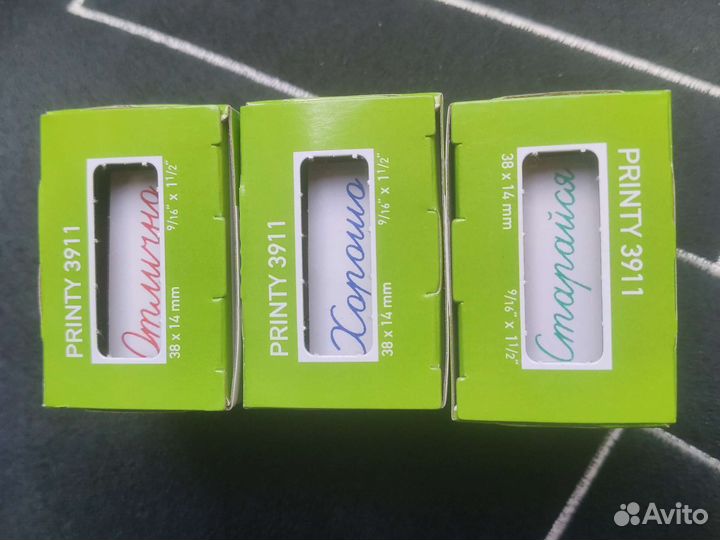 PRINTY 3911
Отлично
38 x 14 mm
9/16" x 1 1/2"
PRINTY 3911
Хорошо
38 x 14 mm
9/16" x 1 1/2"
PRINTY 3911
Старайся
38 x 14 mm
9/16" x 1 1/2"
Avito